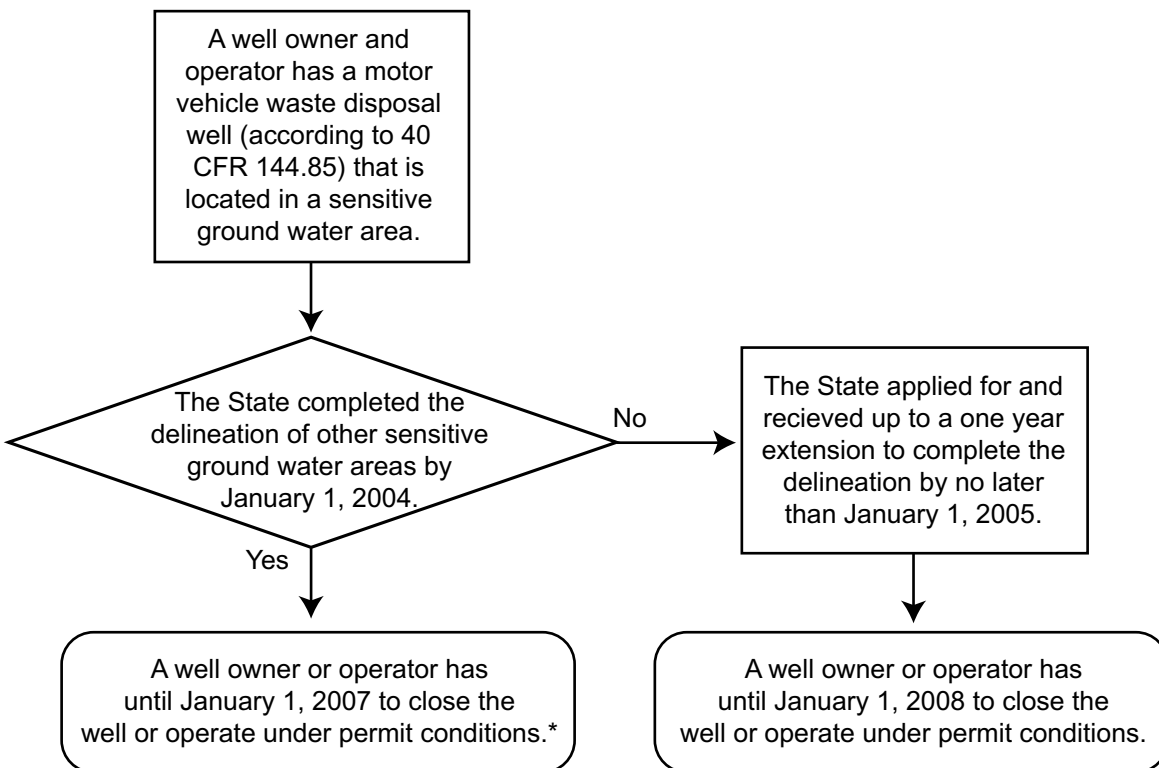 A well owner and
operator has a motor
vehicle waste disposal
well (according to 40
CFR 144.85) that is
located in a sensitive
ground water area.
The State completed the
delineation of other sensitive
ground water areas by
January 1, 2004.
No
The State applied for and
recieved up to a one year
extension to complete the
delineation by no later
than January 1, 2005.
Yes
A well owner or operator has
until January 1, 2007 to close the
well or operate under permit conditions.*
A well owner or operator has
until January 1, 2008 to close the
well or operate under permit conditions.